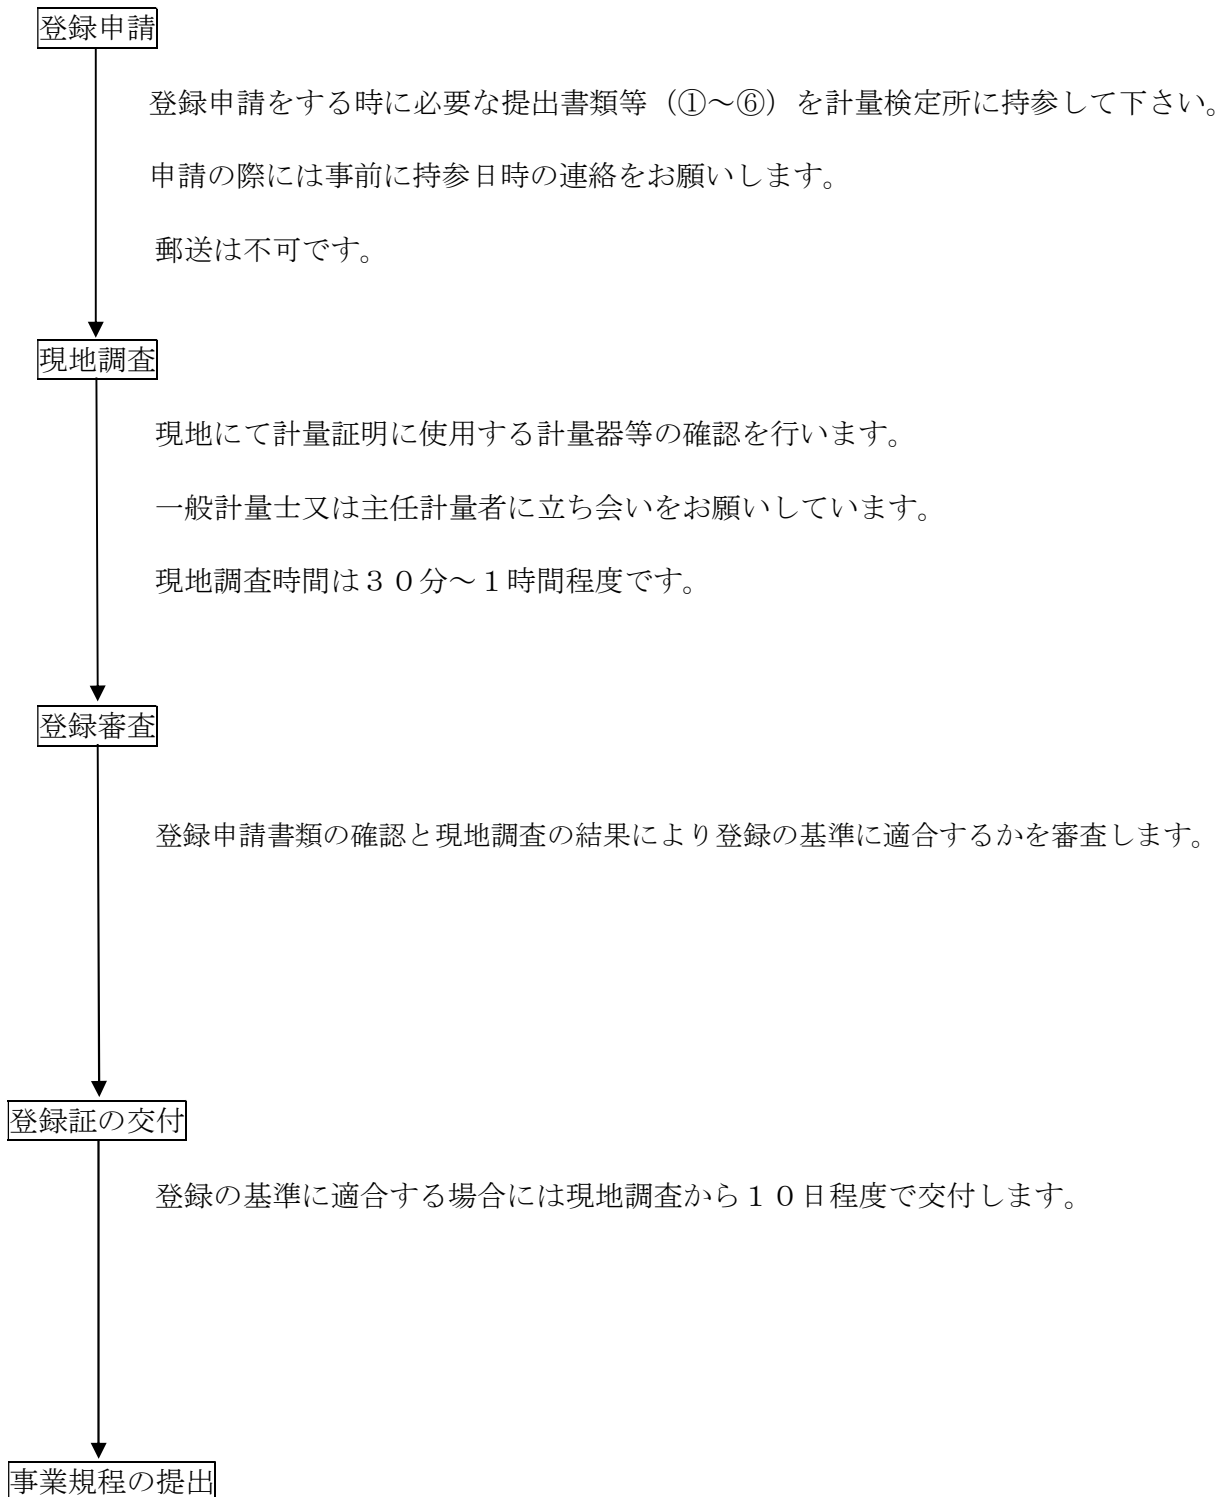 登録申請
登録申請をする時に必要な提出書類等（①～⑥）を計量検定所に持参して下さい。
申請の際には事前に持参日時の連絡をお願いします。
郵送は不可です。
現地調査
現地にて計量証明に使用する計量器等の確認を行います。
一般計量士又は主任計量者に立ち会いをお願いしています。
現地調査時間は３０分～１時間程度です。
登録審査
登録申請書類の確認と現地調査の結果により登録の基準に適合するかを審査します。
登録証の交付
登録の基準に適合する場合には現地調査から１０日程度で交付します。
事業規程の提出